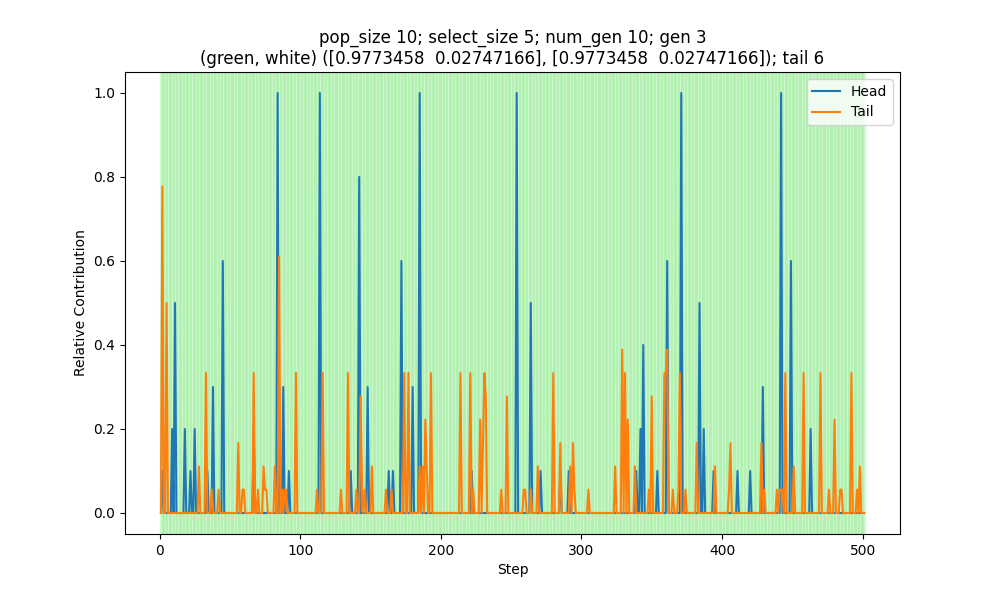 pop_size 10; select_size 5; num_gen 10; gen 3
(green, white) ([0.9773458  0.02747166], [0.9773458  0.02747166]); tail 6
Head
Tail
Relative Contribution
1.0
0.8
0.6
0.4
0.2
0.0
0
100
200
300
400
500
Step